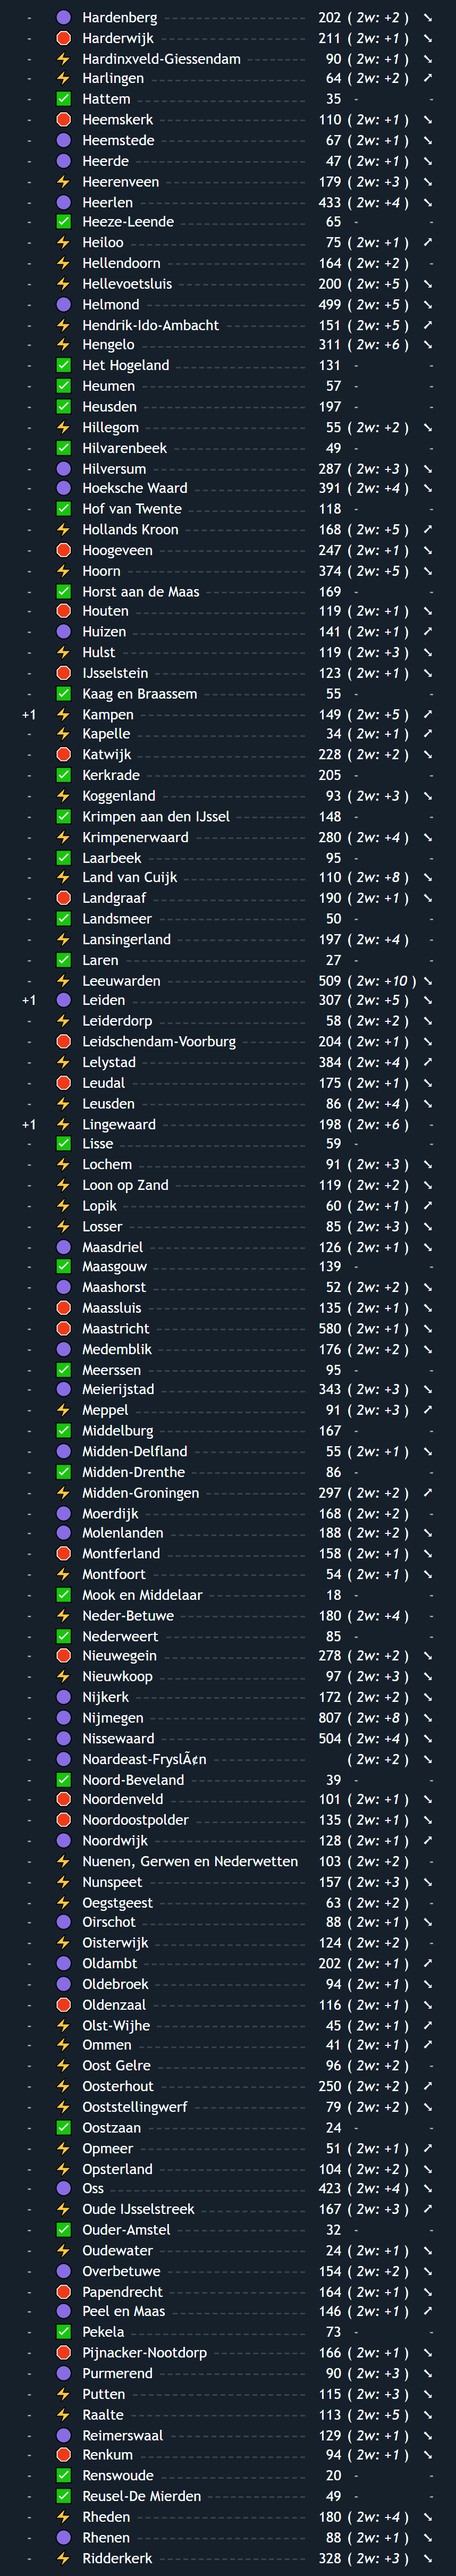 - Hardenberg 202 ( 2w: +2 ) ↘
- Harderwijk 211 ( 2w: +1 ) ↘
- Hardinxveld-Giessendam 90 ( 2w: +1 ) ↘
- Harlingen 64 ( 2w: +2 ) ↗
- Hattem 35 - -
- Heemskerk 110 ( 2w: +1 ) ↘
- Heemstede 67 ( 2w: +1 ) ↘
- Heerde 47 ( 2w: +1 ) ↘
- Heerenveen 179 ( 2w: +3 ) ↘
- Heerlen 433 ( 2w: +4 ) ↘
- Heeze-Leende 65 - -
- Heiloo 75 ( 2w: +1 ) ↗
- Hellendoorn 164 ( 2w: +2 ) -
- Hellevoetsluis 200 ( 2w: +5 ) ↘
- Helmond 499 ( 2w: +5 ) ↘
- Hendrik-Ido-Ambacht 151 ( 2w: +5 ) ↗
- Hengelo 311 ( 2w: +6 ) ↘
- Het Hogeland 131 - -
- Heumen 57 - -
- Heusden 197 - -
- Hillegom 55 ( 2w: +2 ) ↘
- Hilvarenbeek 49 - -
- Hilversum 287 ( 2w: +3 ) ↘
- Hoeksche Waard 391 ( 2w: +4 ) ↘
- Hof van Twente 118 - -
- Hollands Kroon 168 ( 2w: +5 ) ↗
- Hoogeveen 247 ( 2w: +1 ) ↘
- Hoorn 374 ( 2w: +5 ) ↘
- Horst aan de Maas 169 - -
- Houten 119 ( 2w: +1 ) ↘
- Huizen 141 ( 2w: +1 ) ↗
- Hulst 119 ( 2w: +3 ) ↘
- IJsselstein 123 ( 2w: +1 ) ↘
- Kaag en Braassem 55 - -
+1 Kampen 149 ( 2w: +5 ) ↗
- Kapelle 34 ( 2w: +1 ) ↗
- Katwijk 228 ( 2w: +2 ) ↘
- Kerkrade 205 - -
- Koggenland 93 ( 2w: +3 ) ↘
- Krimpen aan den IJssel 148 - -
- Krimpenerwaard 280 ( 2w: +4 ) ↘
- Laarbeek 95 - -
- Land van Cuijk 110 ( 2w: +8 ) ↘
- Landgraaf 190 ( 2w: +1 ) ↘
- Landsmeer 50 - -
- Lansingerland 197 ( 2w: +4 ) -
- Laren 27 - -
- Leeuwarden 509 ( 2w: +10 ) ↘
+1 Leiden 307 ( 2w: +5 ) ↘
- Leiderdorp 58 ( 2w: +2 ) ↘
- Leidschendam-Voorburg 204 ( 2w: +1 ) ↘
- Lelystad 384 ( 2w: +4 ) ↗
- Leudal 175 ( 2w: +1 ) ↘
- Leusden 86 ( 2w: +4 ) ↘
+1 Lingewaard 198 ( 2w: +6 ) -
- Lisse 59 - -
- Lochem 91 ( 2w: +3 ) ↘
- Loon op Zand 119 ( 2w: +2 ) ↘
- Lopik 60 ( 2w: +1 ) ↗
- Losser 85 ( 2w: +3 ) ↘
- Maasdriel 126 ( 2w: +1 ) ↘
- Maasgouw 139 - -
- Maashorst 52 ( 2w: +2 ) ↘
- Maassluis 135 ( 2w: +1 ) ↘
- Maastricht 580 ( 2w: +1 ) ↘
- Medemblik 176 ( 2w: +2 ) ↘
- Meerssen 95 - -
- Meierijstad 343 ( 2w: +3 ) ↘
- Meppel 91 ( 2w: +3 ) ↗
- Middelburg 167 - -
- Midden-Delfland 55 ( 2w: +1 ) ↘
- Midden-Drenthe 86 - -
- Midden-Groningen 297 ( 2w: +2 ) ↗
- Moerdijk 168 ( 2w: +2 ) -
- Molenlanden 188 ( 2w: +2 ) ↘
- Montferland 158 ( 2w: +1 ) ↘
- Montfoort 54 ( 2w: +1 ) ↘
- Mook en Middelaar 18 - -
- Neder-Betuwe 180 ( 2w: +4 ) -
- Nederweert 85 - -
- Nieuwegein 278 ( 2w: +2 ) ↘
- Nieuwkoop 97 ( 2w: +3 ) ↘
- Nijkerk 172 ( 2w: +2 ) ↘
- Nijmegen 807 ( 2w: +8 ) ↘
- Nissewaard 504 ( 2w: +4 ) ↘
- Noardeast-FryslÃ¢n ( 2w: +2 ) ↘
- Noord-Beveland 39 - -
- Noordenveld 101 ( 2w: +1 ) ↘
- Noordoostpolder 135 ( 2w: +1 ) ↘
- Noordwijk 128 ( 2w: +1 ) ↗
- Nuenen, Gerwen en Nederwetten 103 ( 2w: +2 ) -
- Nunspeet 157 ( 2w: +3 ) ↘
- Oegstgeest 63 ( 2w: +2 ) -
- Oirschot 88 ( 2w: +1 ) ↘
- Oisterwijk 124 ( 2w: +2 ) -
- Oldambt 202 ( 2w: +1 ) ↗
- Oldebroek 94 ( 2w: +1 ) ↘
- Oldenzaal 116 ( 2w: +1 ) ↘
- Olst-Wijhe 45 ( 2w: +1 ) ↗
- Ommen 41 ( 2w: +1 ) ↗
- Oost Gelre 96 ( 2w: +2 ) -
- Oosterhout 250 ( 2w: +2 ) ↗
- Ooststellingwerf 79 ( 2w: +2 ) ↘
- Oostzaan 24 - -
- Opmeer 51 ( 2w: +1 ) ↗
- Opsterland 104 ( 2w: +2 ) ↘
- Oss 423 ( 2w: +4 ) ↘
- Oude IJsselstreek 167 ( 2w: +3 ) ↗
- Ouder-Amstel 32 - -
- Oudewater 24 ( 2w: +1 ) ↘
- Overbetuwe 154 ( 2w: +2 ) ↘
- Papendrecht 164 ( 2w: +1 ) ↘
- Peel en Maas 146 ( 2w: +1 ) ↗
- Pekela 73 - -
- Pijnacker-Nootdorp 166 ( 2w: +1 ) ↘
- Purmerend 90 ( 2w: +3 ) ↘
- Putten 115 ( 2w: +3 ) ↘
- Raalte 113 ( 2w: +5 ) ↘
- Reimerswaal 129 ( 2w: +1 ) ↘
- Renkum 94 ( 2w: +1 ) ↘
- Renswoude 20 - -
- Reusel-De Mierden 49 - -
- Rheden 180 ( 2w: +4 ) ↘
- Rhenen 88 ( 2w: +1 ) ↘
- Ridderkerk 328 ( 2w: +3 ) ↘